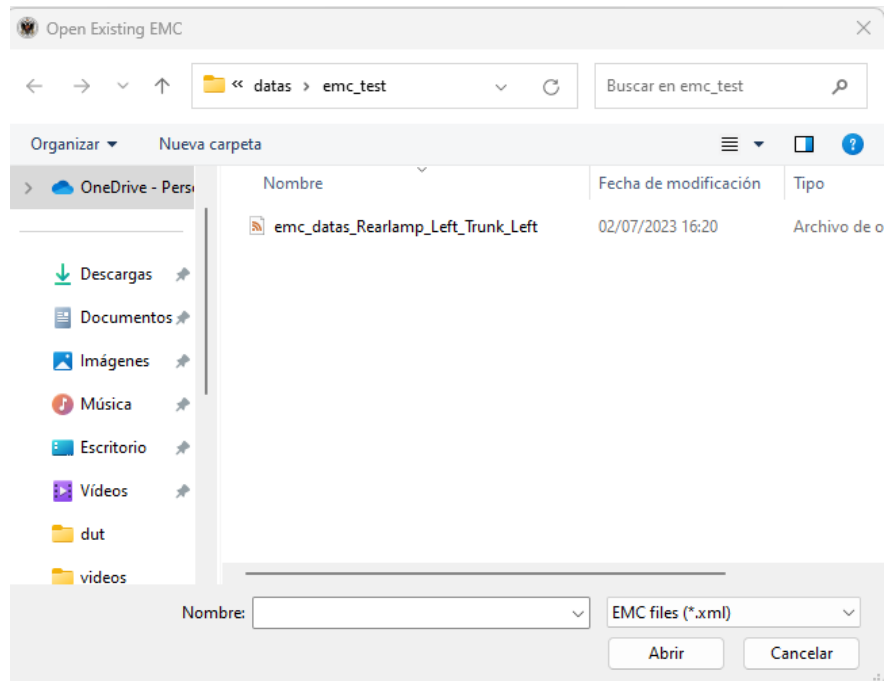 Open Existing EMC
« datas > emc_test
Buscar en emc_test
Organizar
Nueva carpeta
OneDrive - Perso
Nombre
Fecha de modificación
Tipo
emc_datas_Rearlamp_Left_Trunk_Left
02/07/2023 16:20
Archivo de o
Descargas
Documentos
Imágenes
Música
Escritorio
Vídeos
dut
videos
Nombre:
EMC files (*.xml)
Abrir
Cancelar